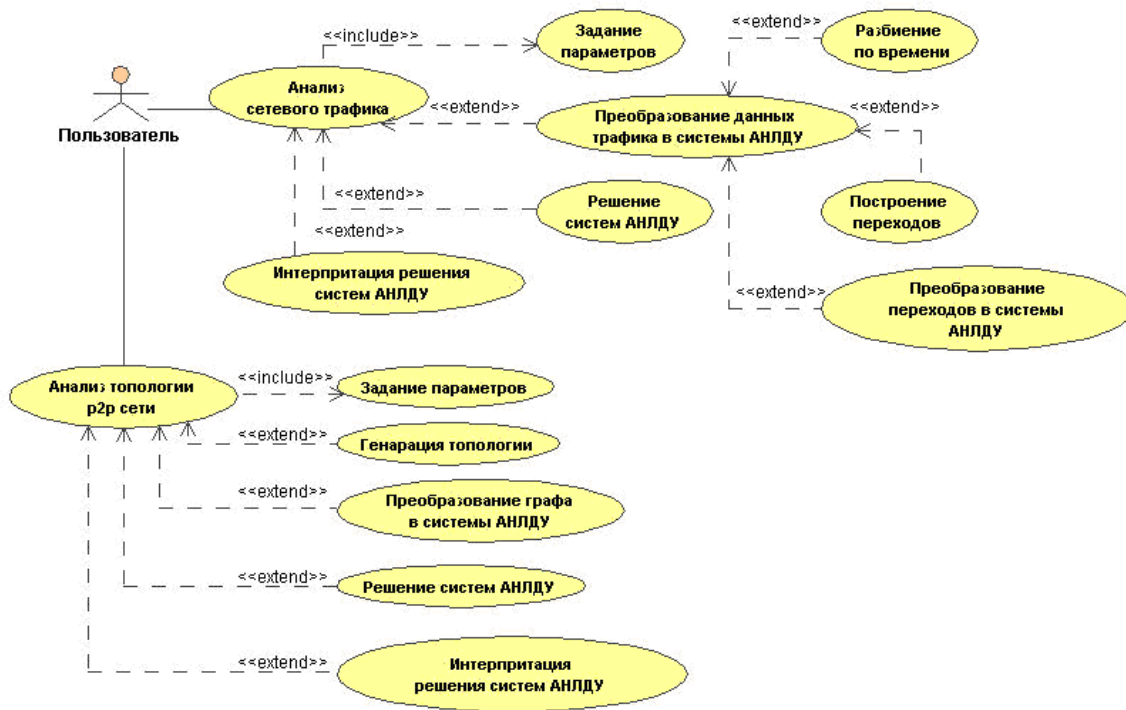 <<include>>
Задание
параметров
<<extend>>
Разбиение
по времени
Анализ
сетевого трафика
Пользователь
<<extend>>
Преобразование данных
трафика в системы АНЛДУ
<<extend>>
<<extend>>
Решение
систем АНЛДУ
Построение
переходов
<<extend>>
Интерпритация решения
систем АНЛДУ
<<extend>>
Преобразование
переходов в системы
АНЛДУ
Анализ топологии
p2p сети
<<include>>
Задание параметров
<<extend>>
Генарация топологии
<<extend>>
Преобразование графа
в системы АНЛДУ
<<extend>>
Решение систем АНЛДУ
<<extend>>
Интерпритация
решения систем АНЛДУ